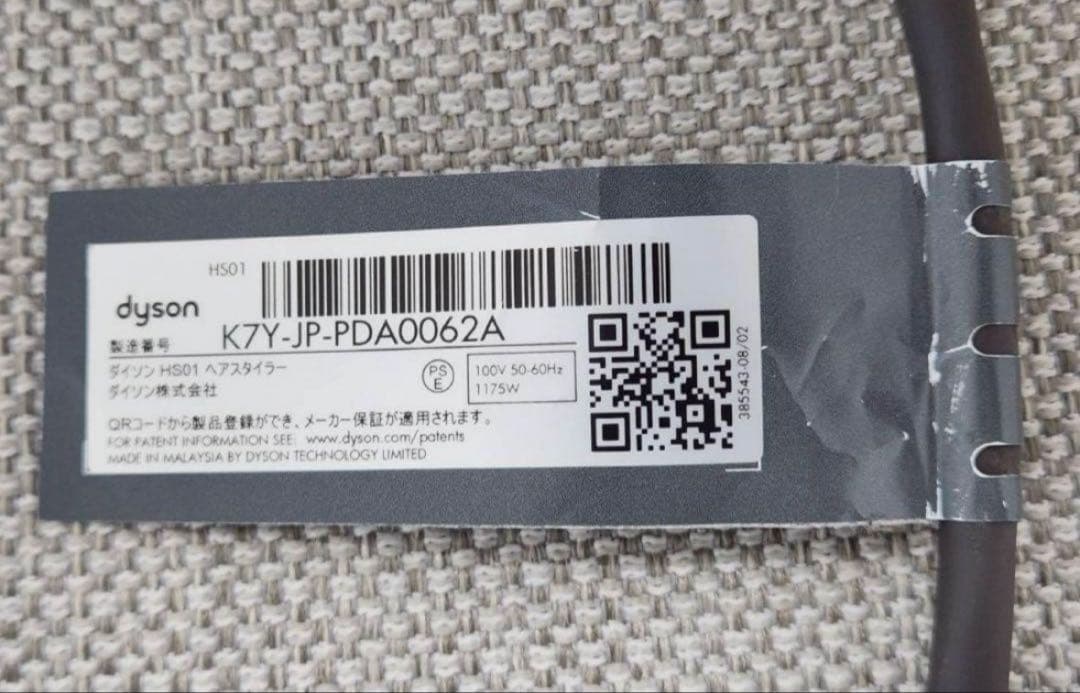 HS01
dyson
製造番号 K7Y-JP-PDA0062A
ダイソン HS01 ヘアスタイラー
ダイソン株式会社
PS
E
100V 50-60Hz
1175W
QRコードから製品登録ができ、メーカー保証が適用されます。
FOR PATENT INFORMATION SEE: www.dyson.com/patents
MADE IN MALAYSIA BY DYSON TECHNOLOGY LIMITED
385543-08/02